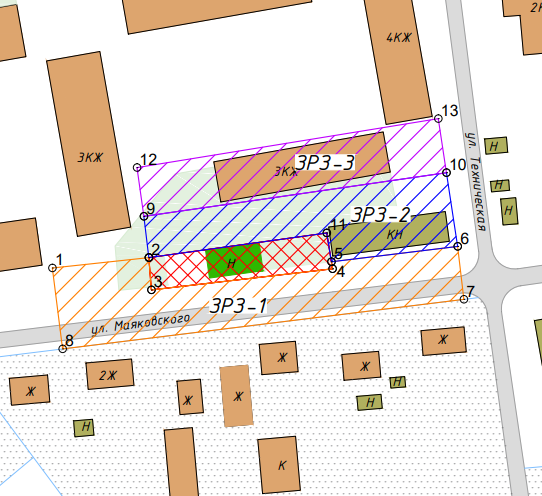 4КЖ
2К
13
ул. Техническая
Н
3КЖ
12
3КЖ
ЗРЗ-3
10
Н
9
ЗРЗ-2
11
КН
Н
2
6
1
Н
5
4
3
ЗРЗ-1
7
ул. Маяковского
8
Ж
Ж
2Ж
Ж
Н
Ж
Ж
Ж
Н
Н
К